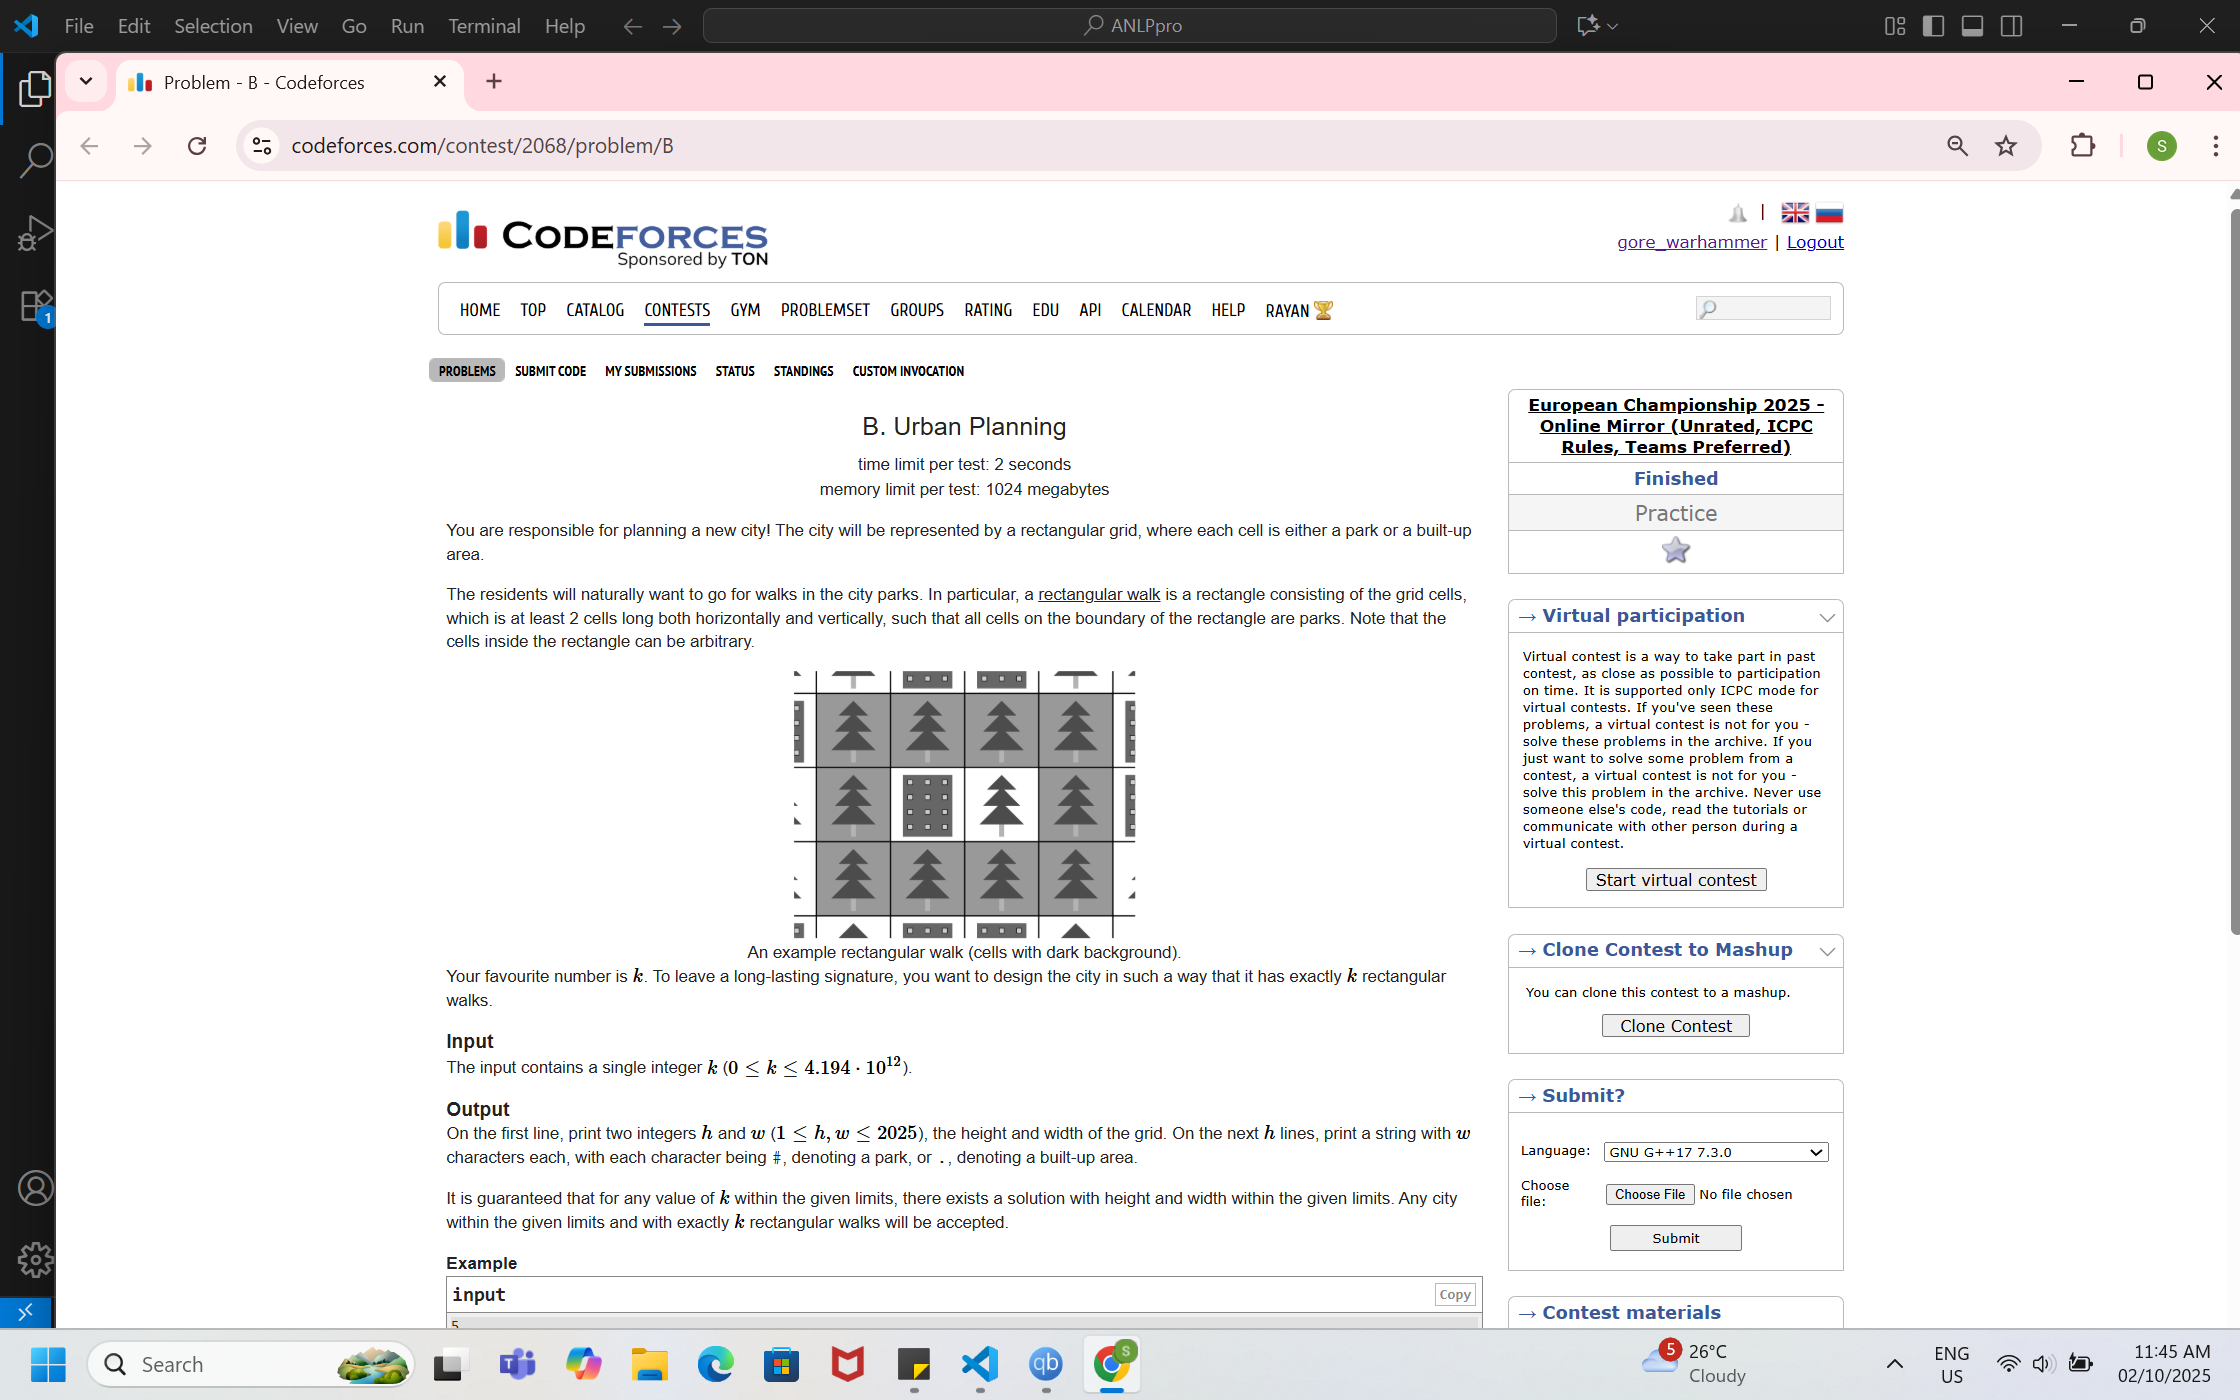 File Edit Selection View Go Run Terminal Help
ANLPpro
Problem - B - Codeforces
codeforces.com/contest/2068/problem/B
S
1
CODEFORCES
Sponsored by TON
|
gore_warhammer | Logout
HOME TOP CATALOG CONTESTS GYM PROBLEMSET GROUPS RATING EDU API CALENDAR HELP RAYAN
PROBLEMS SUBMIT CODE MY SUBMISSIONS STATUS STANDINGS CUSTOM INVOCATION
B. Urban Planning
time limit per test: 2 seconds
memory limit per test: 1024 megabytes
You are responsible for planning a new city! The city will be represented by a rectangular grid, where each cell is either a park or a built-up
area.
The residents will naturally want to go for walks in the city parks. In particular, a rectangular walk is a rectangle consisting of the grid cells,
which is at least 2 cells long both horizontally and vertically, such that all cells on the boundary of the rectangle are parks. Note that the
cells inside the rectangle can be arbitrary.
An example rectangular walk (cells with dark background).
Your favourite number is k. To leave a long-lasting signature, you want to design the city in such a way that it has exactly k rectangular
walks.
Input
The input contains a single integer k (0 ≤ k ≤ 4.194 · 10¹²).
Output
On the first line, print two integers h and w (1 ≤ h, w ≤ 2025), the height and width of the grid. On the next h lines, print a string with w
characters each, with each character being #, denoting a park, or ., denoting a built-up area.
It is guaranteed that for any value of k within the given limits, there exists a solution with height and width within the given limits. Any city
within the given limits and with exactly k rectangular walks will be accepted.
Example
input
Copy
5
European Championship 2025 -
Online Mirror (Unrated, ICPC
Rules, Teams Preferred)
Finished
Practice
→ Virtual participation
Virtual contest is a way to take part in past
contest, as close as possible to participation
on time. It is supported only ICPC mode for
virtual contests. If you've seen these
problems, a virtual contest is not for you -
solve these problems in the archive. If you
just want to solve some problem from a
contest, a virtual contest is not for you -
solve this problem in the archive. Never use
someone else's code, read the tutorials or
communicate with other person during a
virtual contest.
Start virtual contest
→ Clone Contest to Mashup
You can clone this contest to a mashup.
Clone Contest
→ Submit?
Language: GNU G++17 7.3.0
Choose
file:
Choose File No file chosen
Submit
→ Contest materials
Search
T
qb
S
5
26°C
Cloudy
ENG
US
11:45 AM
02/10/2025